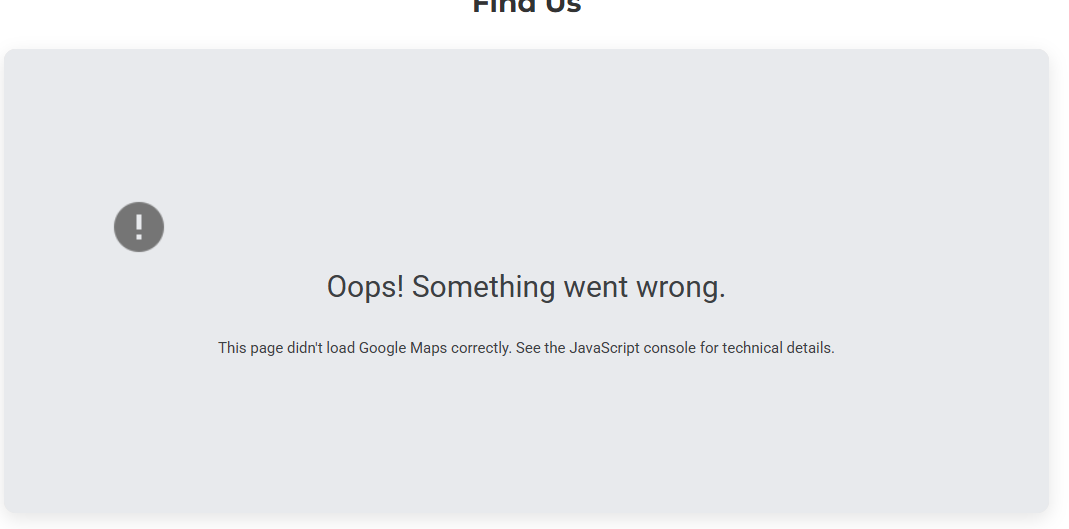 Find Us
!
Oops! Something went wrong.
This page didn't load Google Maps correctly. See the JavaScript console for technical details.